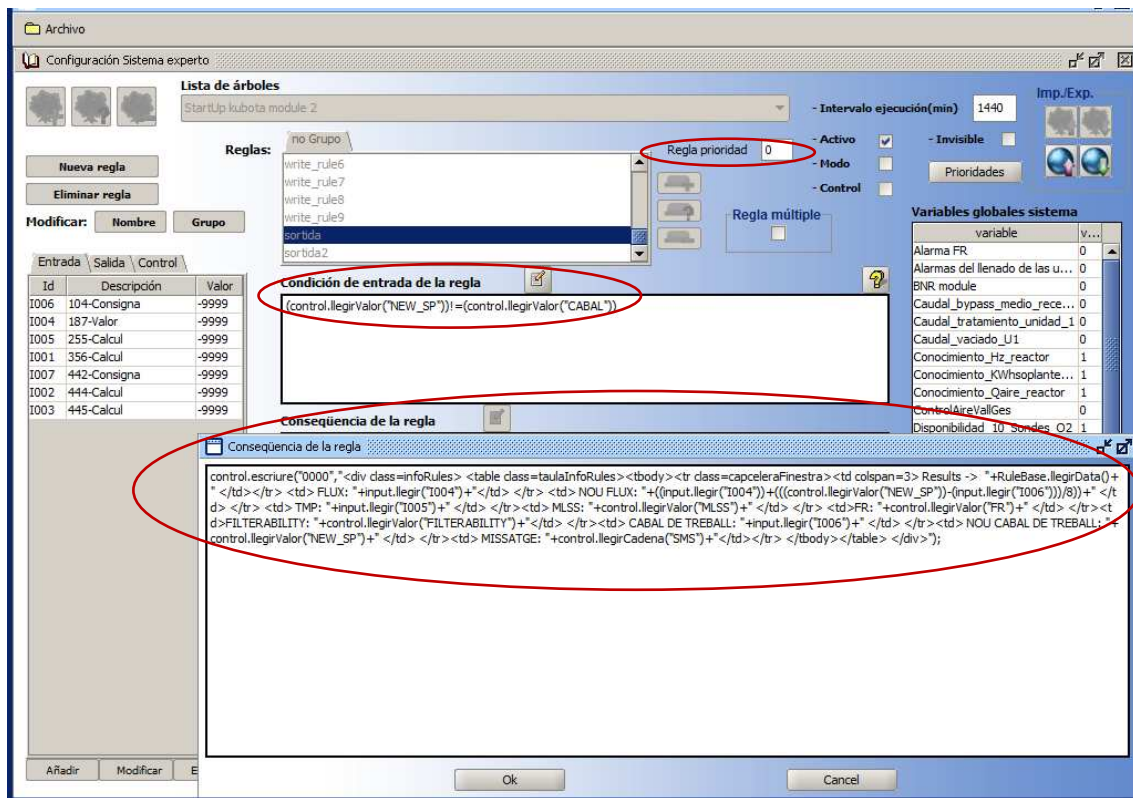 Archivo
Configuración Sistema experto
Lista de árboles
StartUp kubota module 2
- Intervalo ejecución(min) 1440
Imp./Exp.
Reglas:
no Grupo
Regla prioridad 0
- Activo
- Invisible
- Modo
Prioridades
- Control
Nueva regla
Eliminar regla
Modificar: Nombre Grupo
write_rule6
write_rule7
write_rule8
write_rule9
sortida
sortida2
Regla múltiple
Variables globales sistema
variable v...
Alarma FR 0
Alarmas del llenado de las u... 0
BNR module 0
Caudal_bypass_medio_rece... 0
Caudal_tratamiento_unidad_1 0
Caudal_vaciado_U1 0
Conocimiento_Hz_reactor 1
Conocimiento_KWhsoplante... 1
Conocimiento_Qaire_reactor 1
ControlAireVallGes 0
Disponibilidad_10_Sondes_O2 1
Entrada Salida Control
Id Descripción Valor
I006 104-Consigna -9999
I004 187-Valor -9999
I005 255-Calcul -9999
I001 356-Calcul -9999
I007 442-Consigna -9999
I002 444-Calcul -9999
I003 445-Calcul -9999
Condición de entrada de la regla
(control.llegirValor("NEW_SP"))!=(control.llegirValor("CABAL"))
Conseqüencia de la regla
Conseqüencia de la regla
control.escriure("0000","<div class=infoRules> <table class=taulaInfoRules><tbody><tr class=capceleraFinestra><td colspan=3> Results -> "+RuleBase.llegirData()+
" </td></tr> <td> FLUX: "+input.llegir("I004")+"</td> </tr> <td> NOU FLUX: "+((input.llegir("I004"))+(((control.llegirValor("NEW_SP"))-(input.llegir("I006")))/8))+" </t
d> </tr> <td> TMP: "+input.llegir("I005")+" </td> </tr> <td> MLSS: "+control.llegirValor("MLSS")+" </td> </tr> <td>FR: "+control.llegirValor("FR")+" </td> </tr><t
d>FILTERABILITY: "+control.llegirValor("FILTERABILITY")+"</td> </tr><td> CABAL DE TREBALL: "+input.llegir("I006")+" </td> </tr><td> NOU CABAL DE TREBALL: "+
control.llegirValor("NEW_SP")+" </td> </tr><td> MISSATGE: "+control.llegirCadena("SMS")+"</td></tr> </tbody></table> </div>");
Añadir Modificar E
Ok Cancel